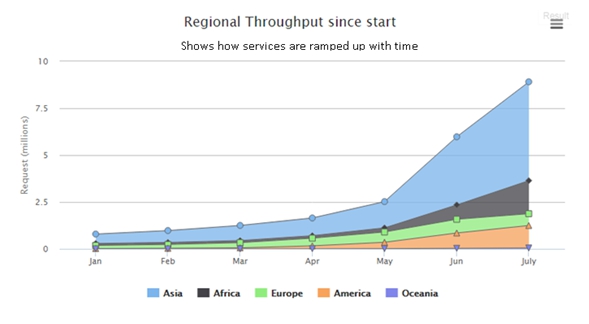 Result
Regional Throughput since start
Shows how services are ramped up with time
Request (millions)
10
7.5
5
2.5
0
Jan Feb Mar Apr May Jun July
Asia Africa Europe America Oceania